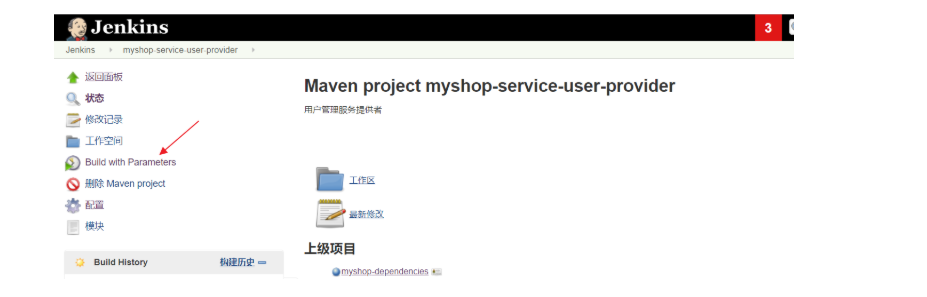 Jenkins
3
Jenkins myshop-service-user-provider
返回面板
状态
修改记录
工作空间
Build with Parameters
删除 Maven project
配置
模块
Build History 构建历史
Maven project myshop-service-user-provider
用户管理服务提供者
工作区
最新修改
上级项目
myshop-dependencies